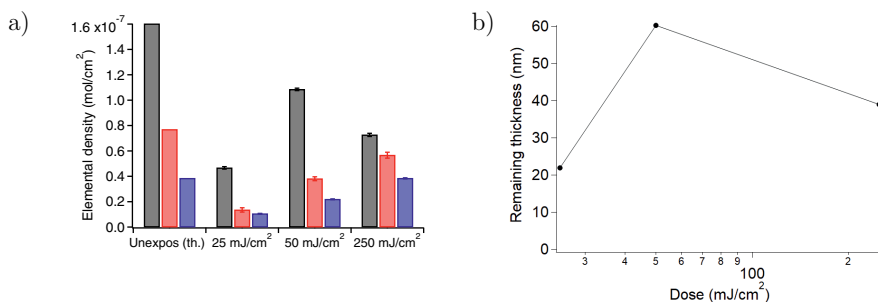 a)
1.6 x10⁻⁷
1.4
1.2
1.0
0.8
0.6
0.4
0.2
0.0
Elemental density (mol/cm²)
Unexpos (th.) 25 mJ/cm² 50 mJ/cm² 250 mJ/cm²
b)
60
50
40
30
20
10
0
Remaining thickness (nm)
3 4 5 6 7 8 9 2
100
Dose (mJ/cm²)